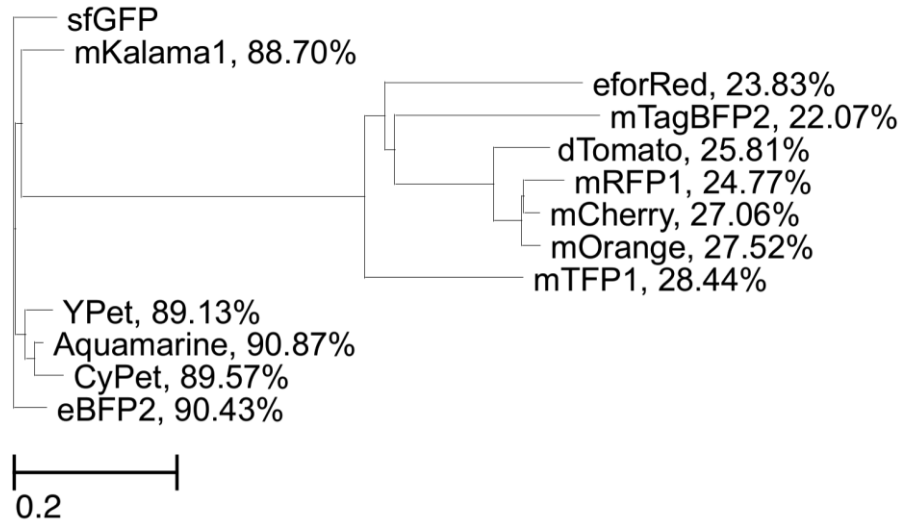 sfGFP
mKalama1, 88.70%
eforRed, 23.83%
mTagBFP2, 22.07%
dTomato, 25.81%
mRFP1, 24.77%
mCherry, 27.06%
mOrange, 27.52%
mTFP1, 28.44%
YPet, 89.13%
Aquamarine, 90.87%
CyPet, 89.57%
eBFP2, 90.43%
0.2